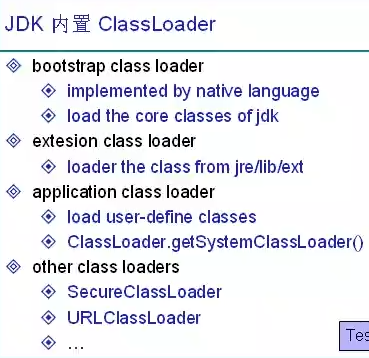 JDK 内置 ClassLoader
bootstrap class loader
implemented by native language
load the core classes of jdk
extesion class loader
loader the class from jre/lib/ext
application class loader
load user-define classes
ClassLoader.getSystemClassLoader()
other class loaders
SecureClassLoader
URLClassLoader
...
Tes